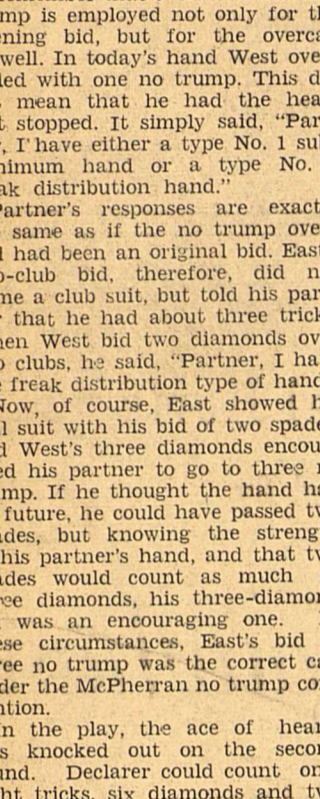 mp is employed not only for th
ening bid, but for the overca
well. In today's hand West ove
led with one no trump. This d
mean that he had the hea
t stopped. It simply said, "Par
, I have either a type No. 1 su
nimum hand or a type No.
ak distribution hand."
Partner's responses are exact
same as if the no trump ove
l had been an original bid. East
o-club bid, therefore, did n
me a club suit, but told his par
r that he had about three trick
hen West bid two diamonds ov
o clubs, he said, "Partner, I ha
e freak distribution type of hand
Now, of course, East showed h
l suit with his bid of two spade
d West's three diamonds encou
ed his partner to go to three n
ump. If he thought the hand ha
future, he could have passed tw
ades, but knowing the streng
his partner's hand, and that tw
ades would count as much
ree diamonds, his three-diamon
was an encouraging one.
ese circumstances, East's bid
ree no trump was the correct ca
der the McPherran no trump co
ntion.
In the play, the ace of hear
s knocked out on the secon
und. Declarer could count on
ht tricks, six diamonds and tw